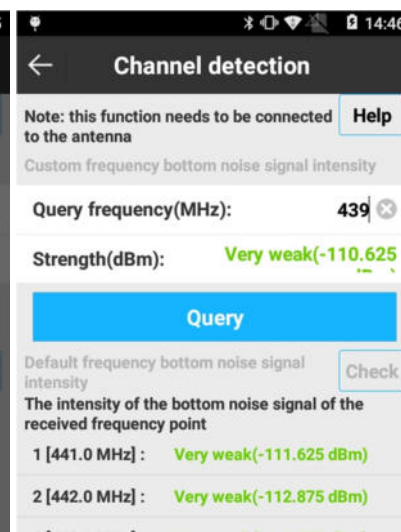 14:46
Channel detection
Note: this function needs to be connected
to the antenna
Help
Custom frequency bottom noise signal intensity
Query frequency(MHz): 439
Strength(dBm): Very weak(-110.625
Query
Default frequency bottom noise signal
intensity
Check
The intensity of the bottom noise signal of the
received frequency point
1 [441.0 MHz] : Very weak(-111.625 dBm)
2 [442.0 MHz] : Very weak(-112.875 dBm)